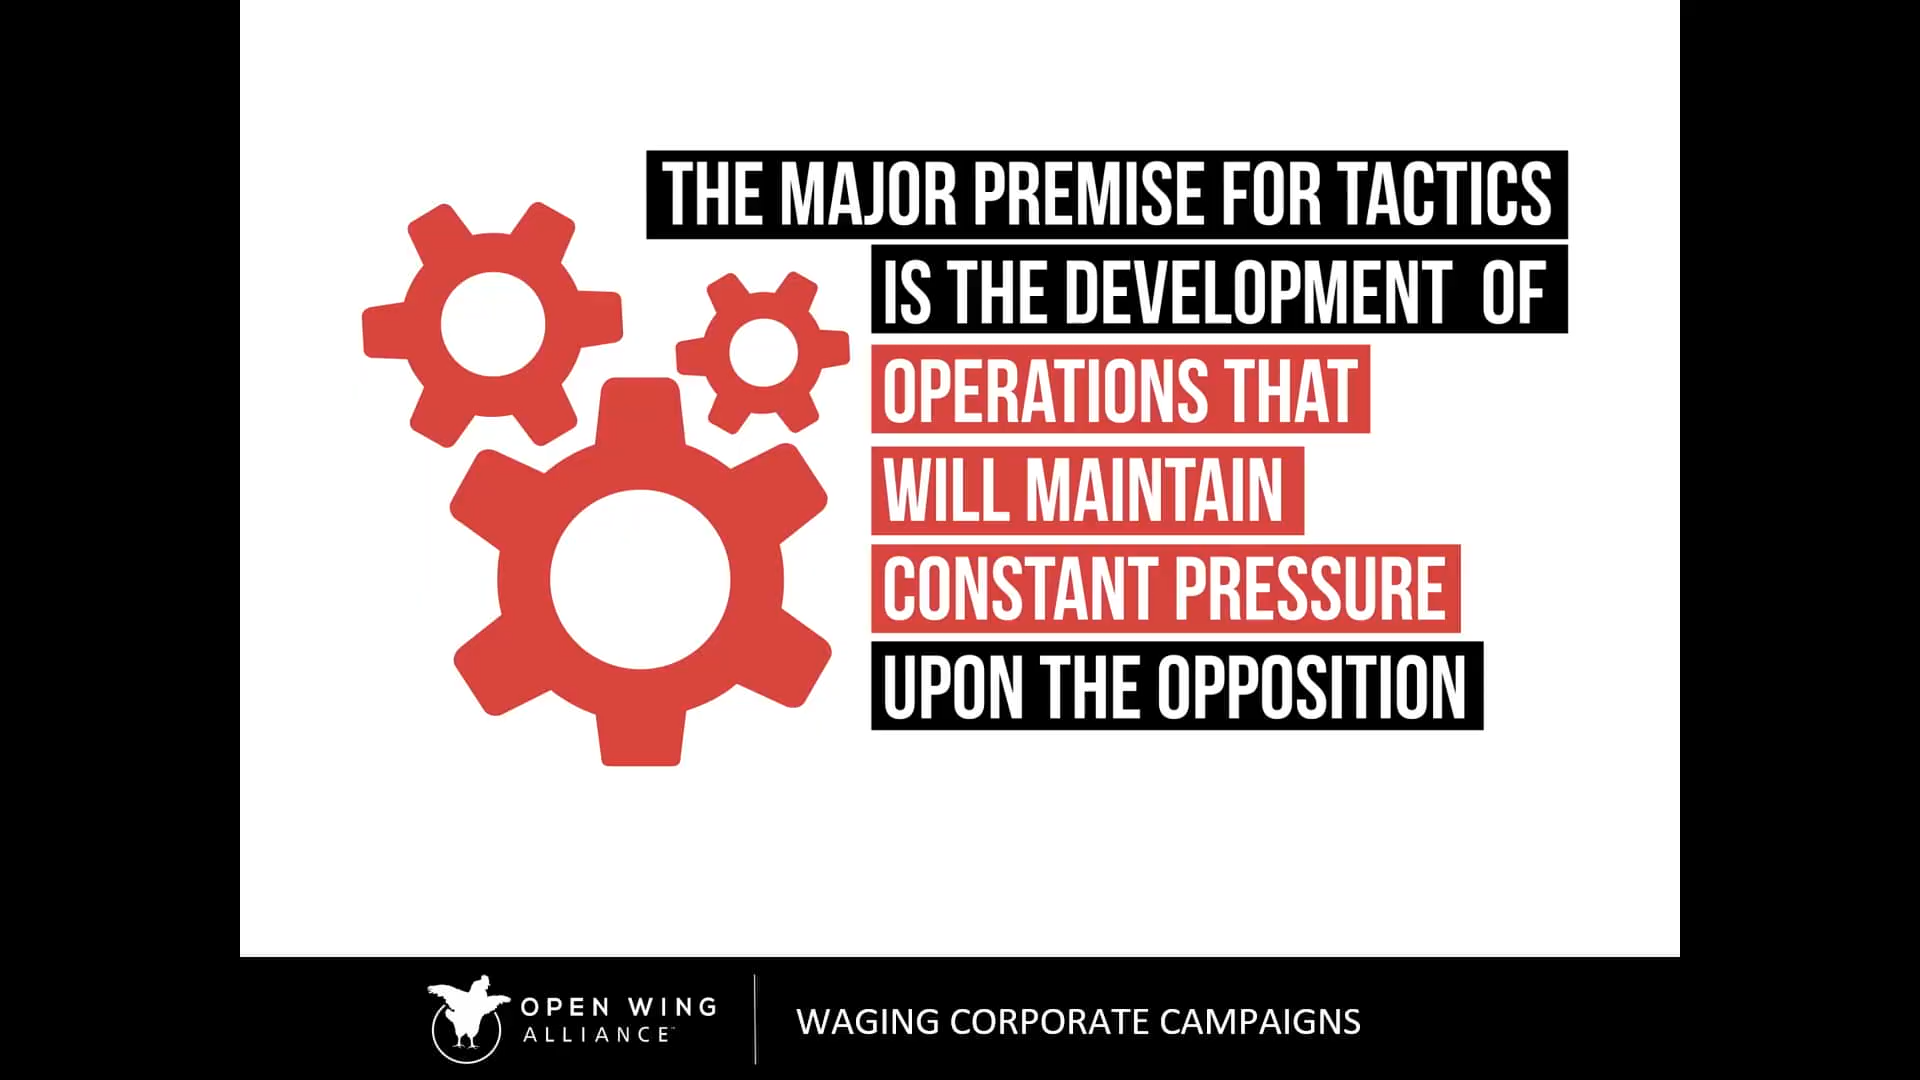 THE MAJOR PREMISE FOR TACTICS
IS THE DEVELOPMENT OF
OPERATIONS THAT
WILL MAINTAIN
CONSTANT PRESSURE
UPON THE OPPOSITION
OPEN WING
ALLIANCE™
WAGING CORPORATE CAMPAIGNS